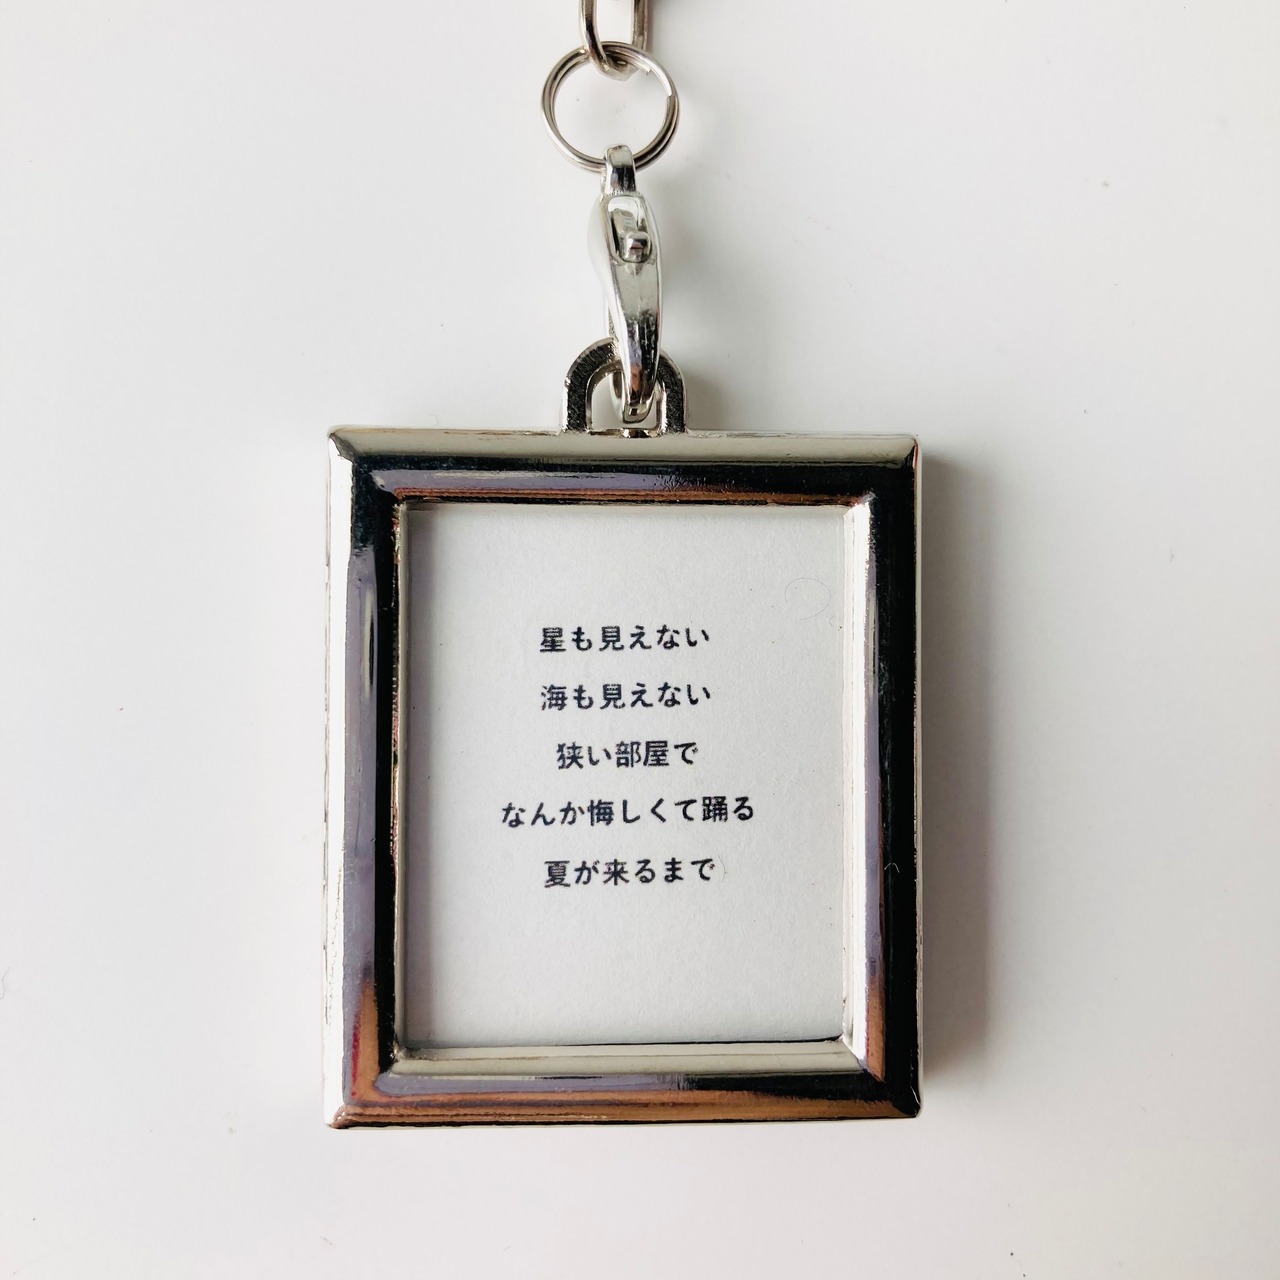 星も見えない
海も見えない
狭い部屋で
なんか悔しくて踊る
夏が来るまで